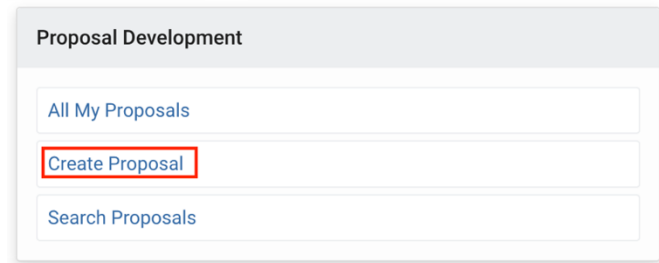 Proposal Development
All My Proposals
Create Proposal
Search Proposals